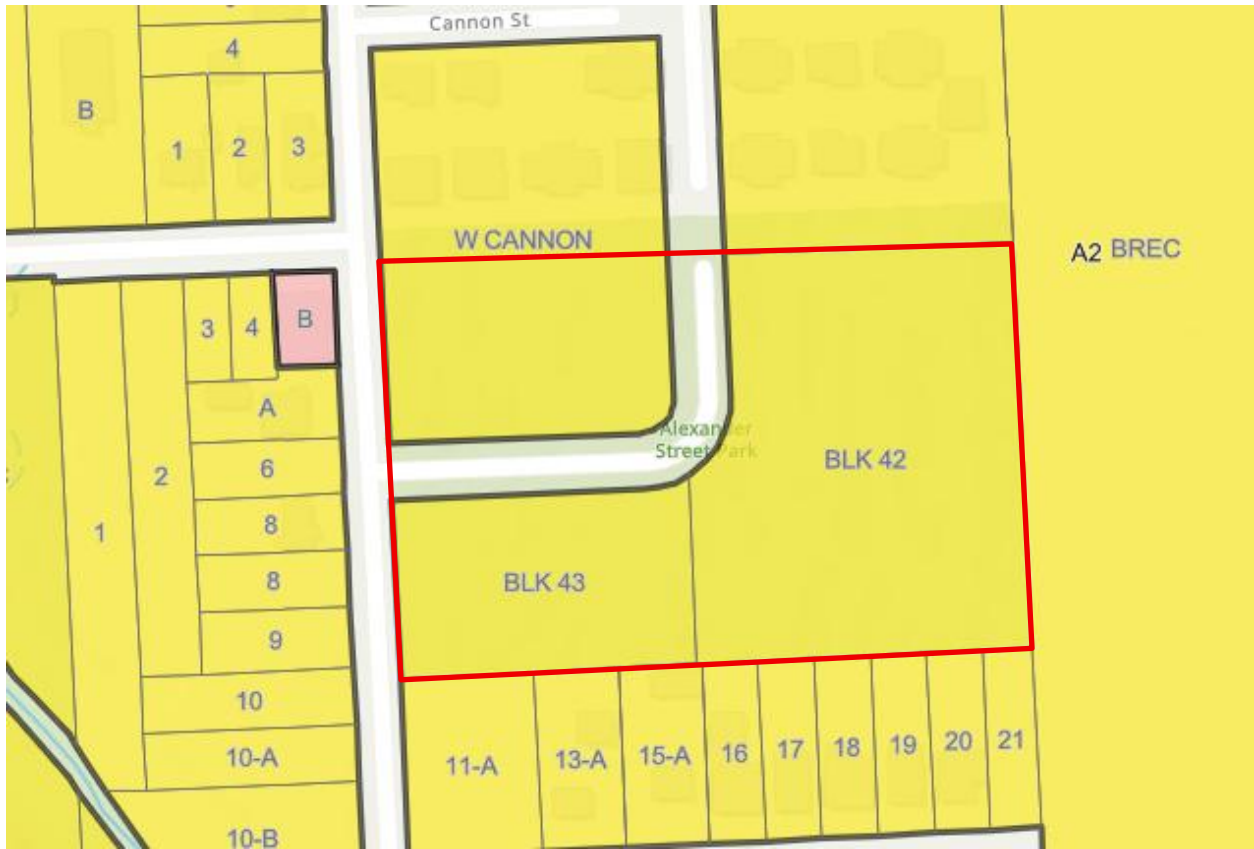 Cannon St
4
B
1
2
3
W CANNON
A2 BREC
3
4
B
A
Alexander
Street Park
BLK 42
2
6
1
8
8
BLK 43
9
10
10-A
11-A
13-A
15-A
16
17
18
19
20
21
10-B